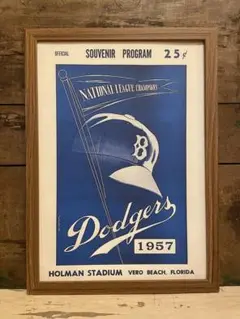 OFFICIAL SOUVENIR PROGRAM 25¢
NATIONAL LEAGUE CHAMPIONS
B
Dodgers
1957
HOLMAN STADIUM VERO BEACH, FLORIDA